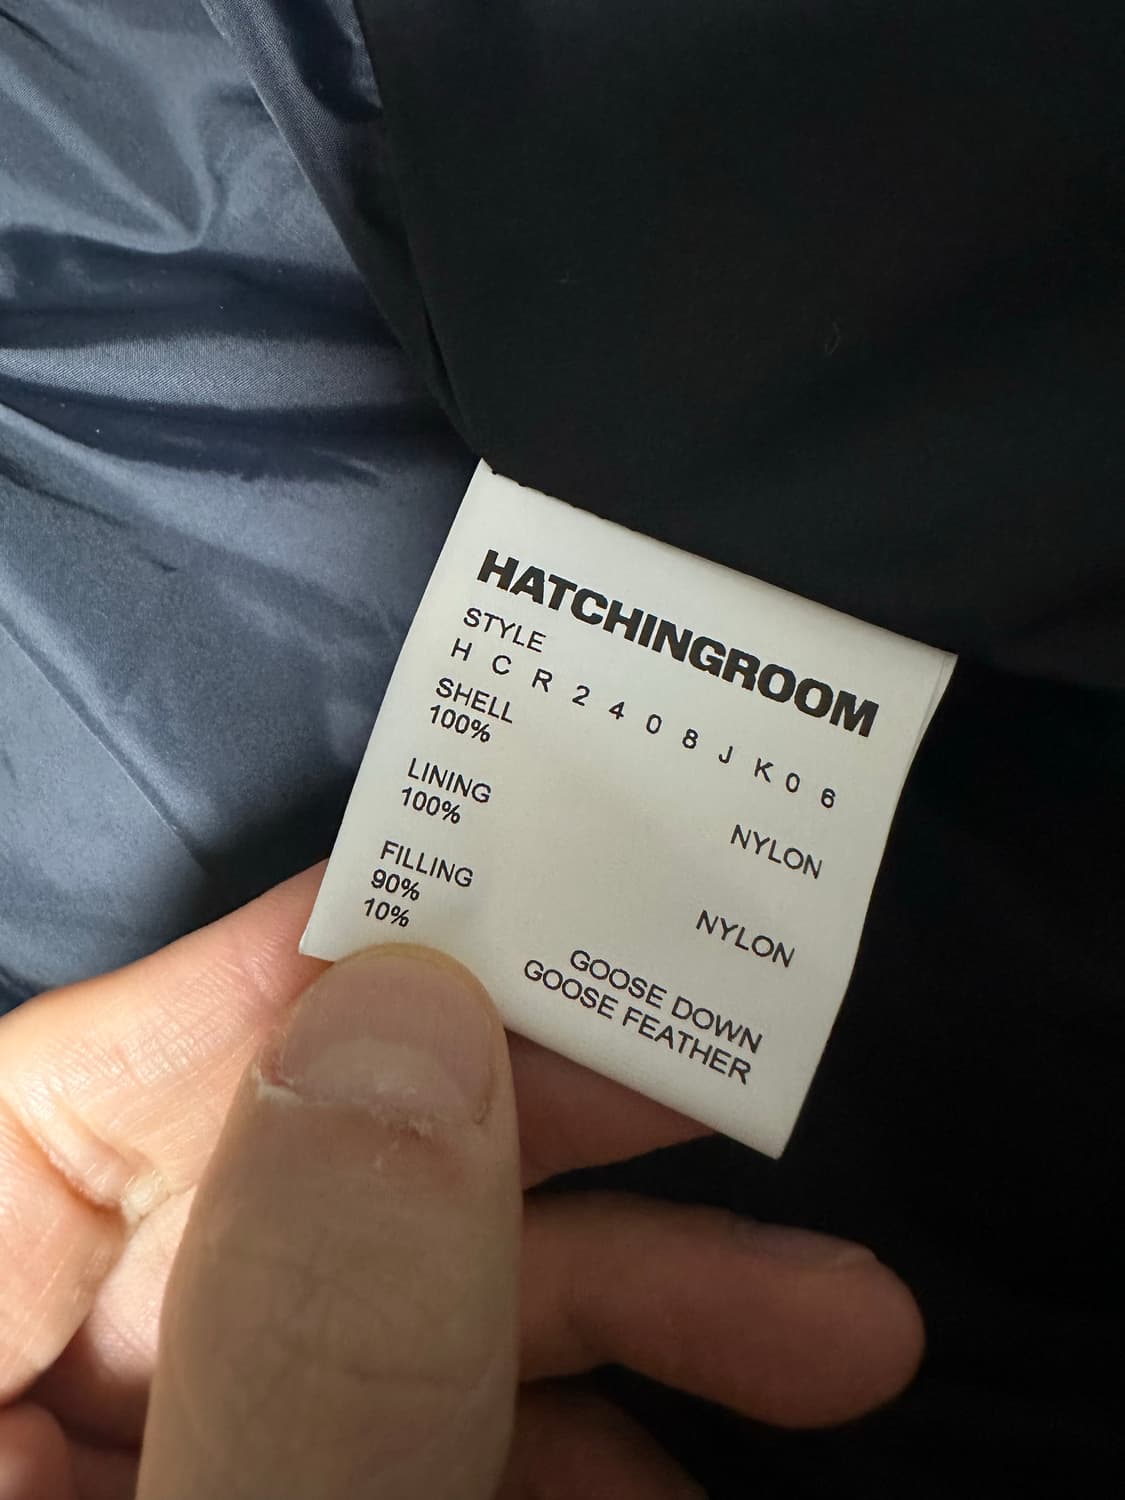 HATCHINGROOM
STYLE
H C R 2 4 0 8 J K 0 6
SHELL
100% NYLON
LINING
100% NYLON
FILLING
90% GOOSE DOWN
10% GOOSE FEATHER